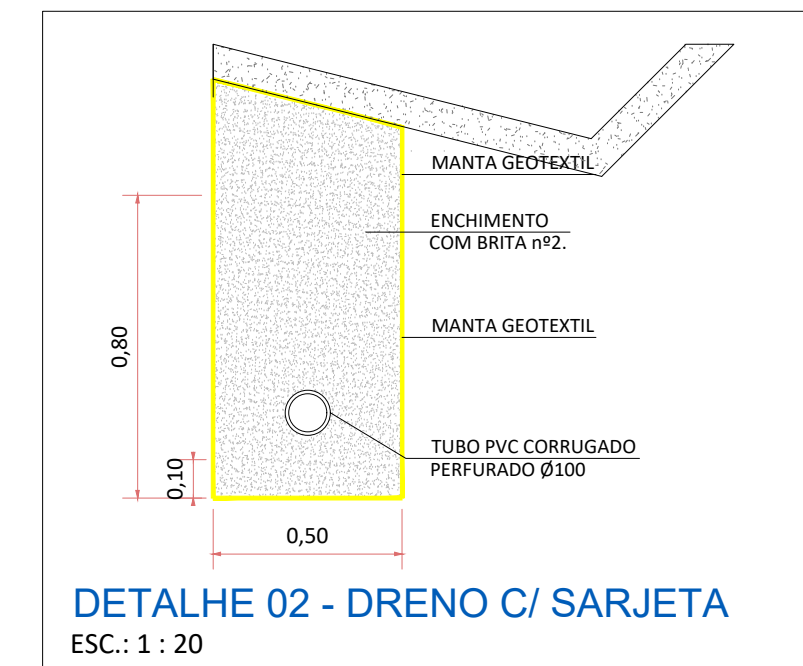 MANTA GEOTEXTIL
ENCHIMENTO
COM BRITA nº2.
MANTA GEOTEXTIL
0,80
TUBO PVC CORRUGADO
PERFURADO Ø100
0,10
0,50
DETALHE 02 - DRENO C/ SARJETA
ESC.: 1 : 20